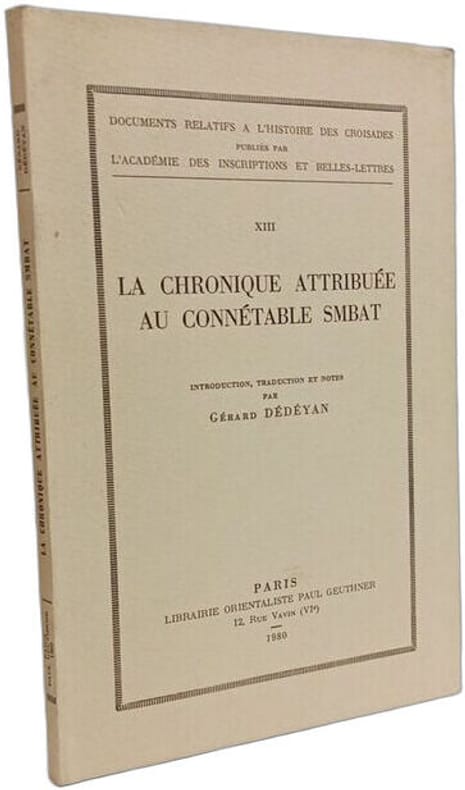 DOCUMENTS RELATIFS A L'HISTOIRE DES CROISADES
PUBLIÉS PAR
L'ACADÉMIE DES INSCRIPTIONS ET BELLES-LETTRES
XIII
LA CHRONIQUE ATTRIBUÉE
AU CONNÉTABLE SMBAT
INTRODUCTION, TRADUCTION ET NOTES
PAR
GÉRARD DÉDÉYAN
PARIS
LIBRAIRIE ORIENTALISTE PAUL GEUTHNER
12, RUE VAVIN (VIe)
1980
GÉRARD
DÉDÉYAN
LA CHRONIQUE ATTRIBUÉE AU CONNÉTABLE SMBAT